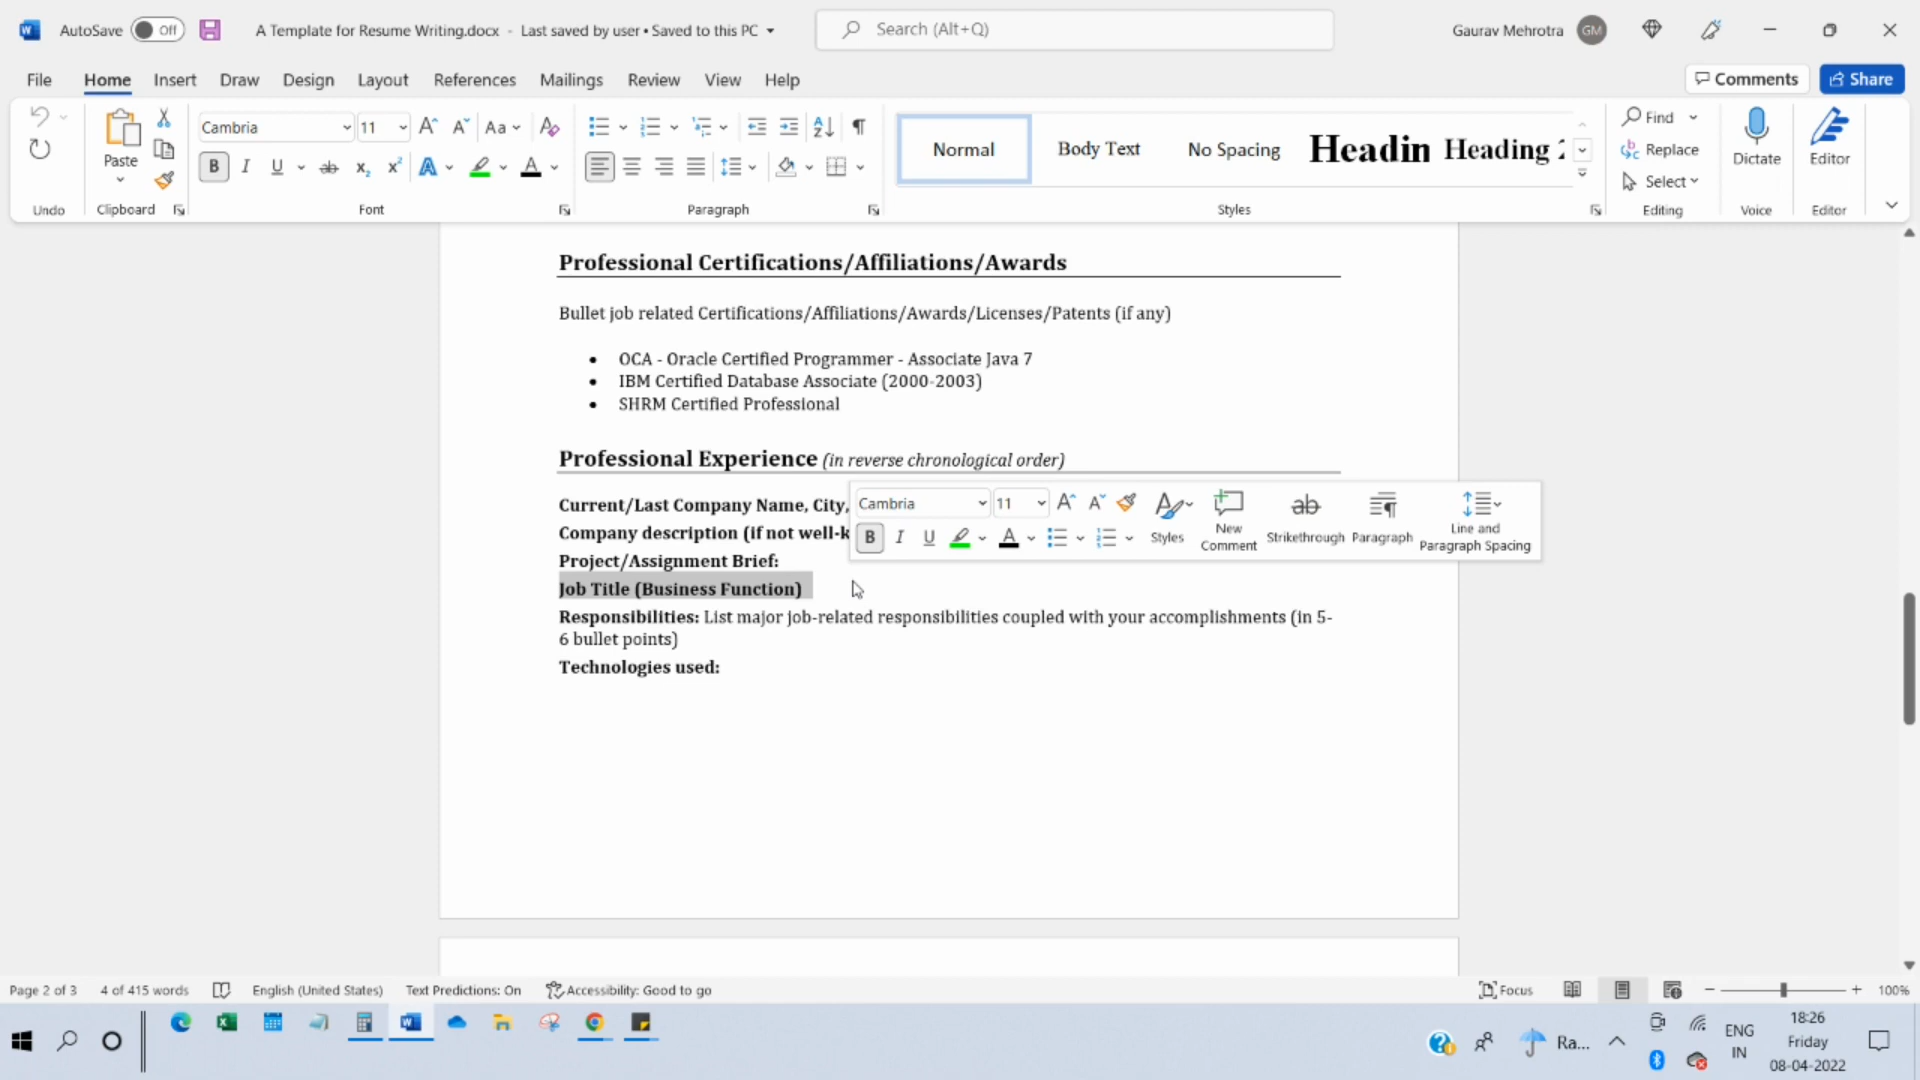 AutoSave Off A Template for Resume Writing.docx - Last saved by user • Saved to this PC Search (Alt+Q) Gaurav Mehrotra GM
File Home Insert Draw Design Layout References Mailings Review View Help Comments Share
Paste Cambria 11 Aa Normal Body Text No Spacing Headin Heading Find Replace Select Dictate Editor
Undo Clipboard Font Paragraph Styles Editing Voice Editor
Professional Certifications/Affiliations/Awards
Bullet job related Certifications/Affiliations/Awards/Licenses/Patents (if any)
• OCA - Oracle Certified Programmer - Associate Java 7
• IBM Certified Database Associate (2000-2003)
• SHRM Certified Professional
Professional Experience (in reverse chronological order)
Current/Last Company Name, City,
Company description (if not well-k
Cambria 11
B I U Styles New Comment Strikethrough Paragraph Line and Paragraph Spacing
Project/Assignment Brief:
Job Title (Business Function)
Responsibilities: List major job-related responsibilities coupled with your accomplishments (in 5-
6 bullet points)
Technologies used:
Page 2 of 3 4 of 415 words English (United States) Text Predictions: On Accessibility: Good to go Focus 100%
Ra... ENG IN 18:26 Friday 08-04-2022